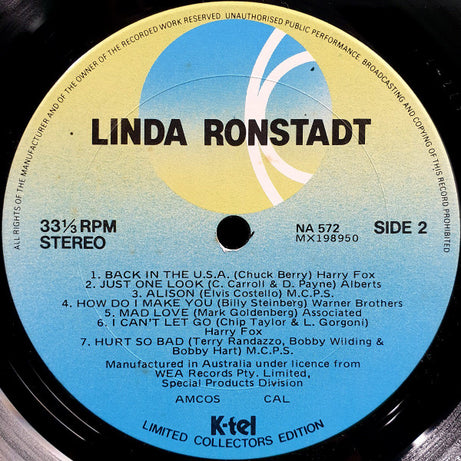 ALL RIGHTS OF THE MANUFACTURER AND OF THE OWNER OF THE RECORDED WORK RESERVED. UNAUTHORISED PUBLIC PERFORMANCE, BROADCASTING AND COPYING OF THIS RECORD PROHIBITED
LINDA RONSTADT
33⅓ RPM
STEREO
NA 572
MX198950
SIDE 2
1. BACK IN THE U.S.A. (Chuck Berry) Harry Fox
2. JUST ONE LOOK (C. Carroll & D. Payne) Alberts
3. ALISON (Elvis Costello) M.C.P.S.
4. HOW DO I MAKE YOU (Billy Steinberg) Warner Brothers
5. MAD LOVE (Mark Goldenberg) Associated
6. I CAN'T LET GO (Chip Taylor & L. Gorgoni)
Harry Fox
7. HURT SO BAD (Terry Randazzo, Bobby Wilding &
Bobby Hart) M.C.P.S.
Manufactured in Australia under licence from
WEA Records Pty. Limited,
Special Products Division
AMCOS CAL
K-tel
LIMITED COLLECTORS EDITION